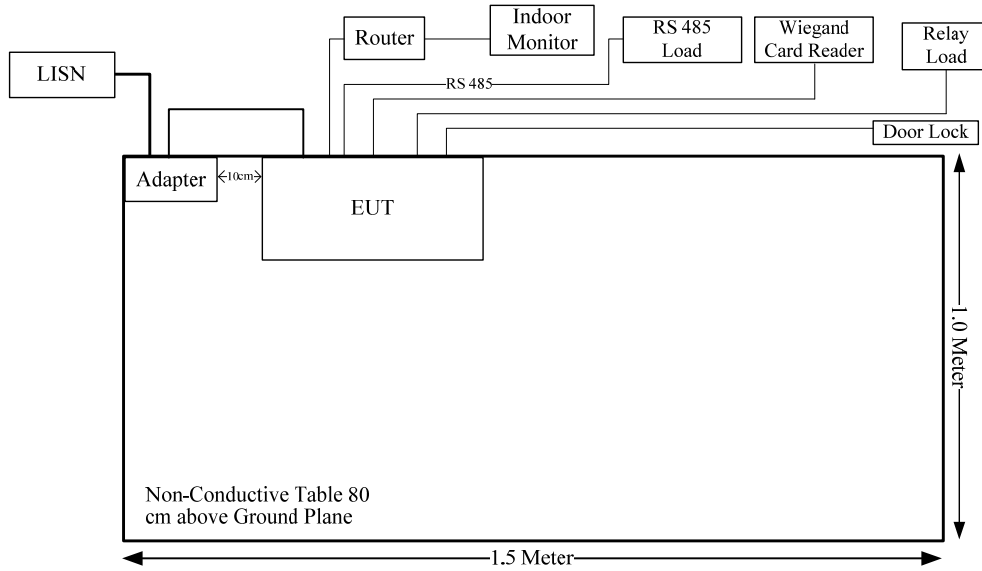 LISN
Router
Indoor
Monitor
RS 485
Load
Wiegand
Card Reader
Relay
Load
RS 485
Door Lock
Adapter
10cm
EUT
1.0 Meter
Non-Conductive Table 80
cm above Ground Plane
1.5 Meter